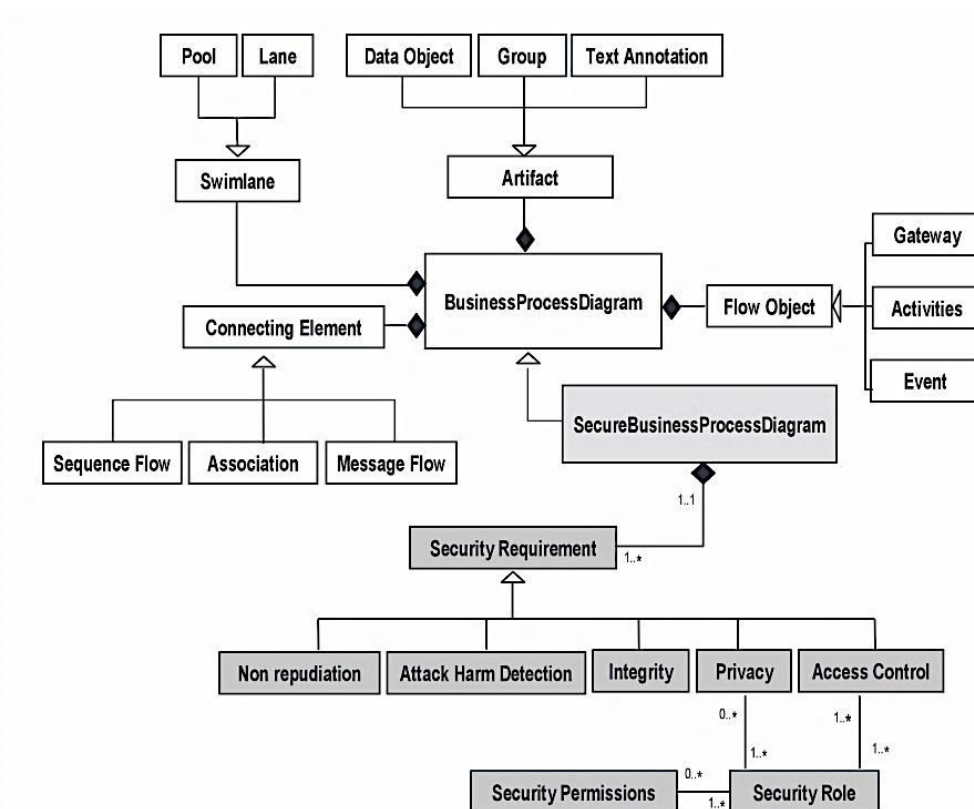 Pool
Lane
Data Object
Group
Text Annotation
Swimlane
Artifact
Gateway
BusinessProcessDiagram
Flow Object
Activities
Connecting Element
Event
SecureBusinessProcessDiagram
Sequence Flow
Association
Message Flow
1..1
Security Requirement
1..*
Non repudiation
Attack Harm Detection
Integrity
Privacy
Access Control
0..*
1..*
1..*
1..*
0..*
Security Permissions
Security Role
1..*